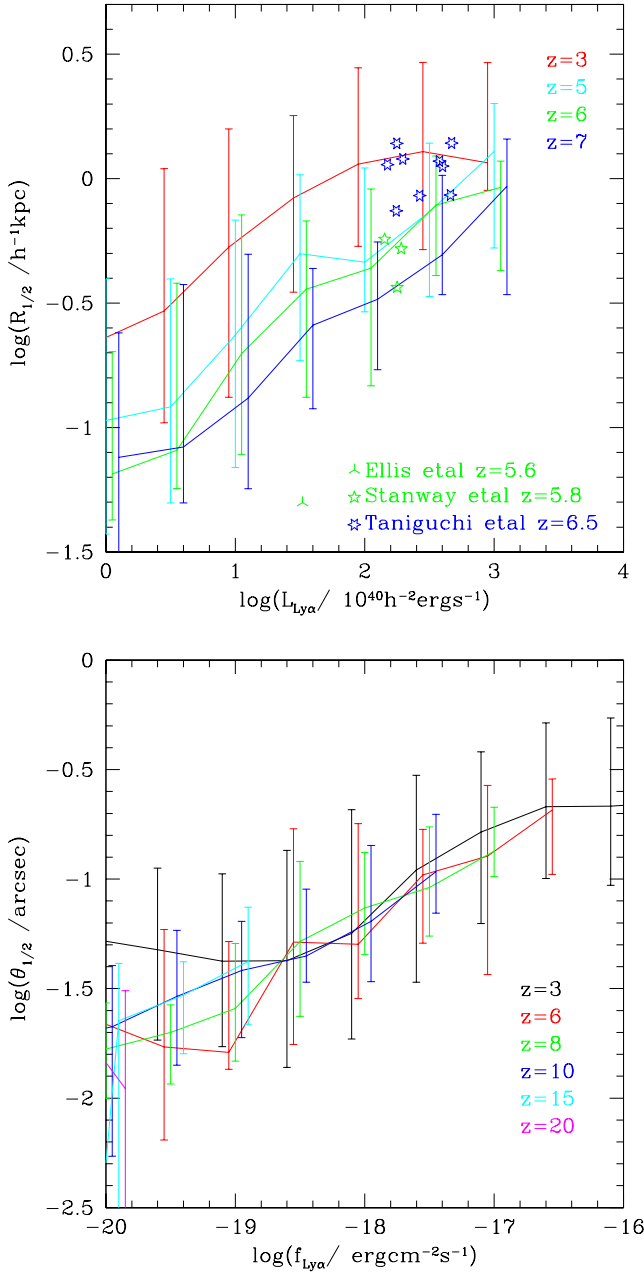 0.5
0
−0.5
−1
−1.5
log(R1/2 /h−1kpc)
z=3
z=5
z=6
z=7
Ellis etal z=5.6
Stanway etal z=5.8
Taniguchi etal z=6.5
0 1 2 3 4
log(LLyα/ 1040h−2ergs−1)
0
−0.5
−1
−1.5
−2
−2.5
log(θ1/2 /arcsec)
z=3
z=6
z=8
z=10
z=15
z=20
−20 −19 −18 −17 −16
log(fLyα/ ergcm−2s−1)